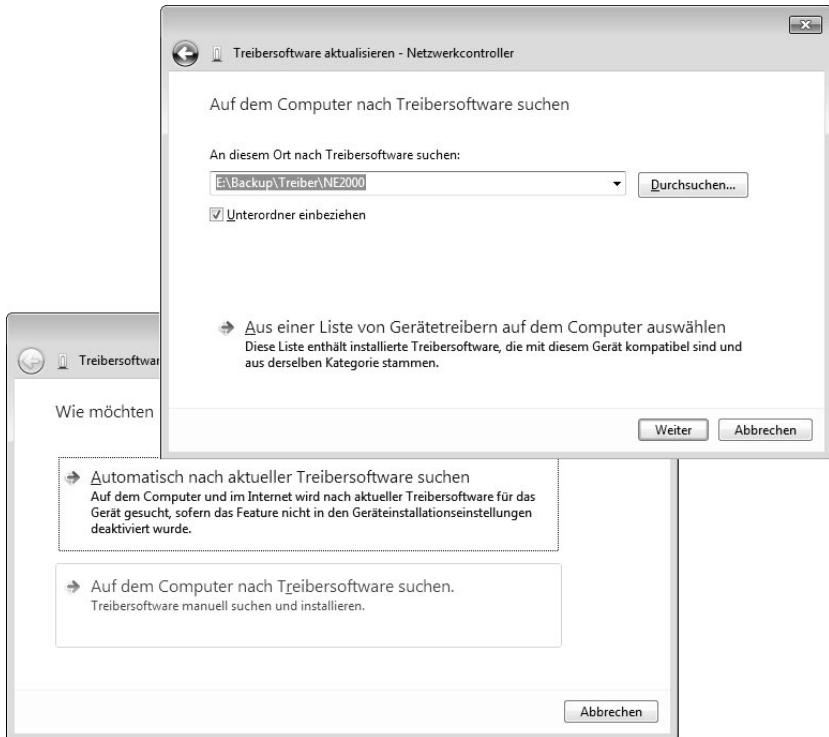 Treibersoftware aktualisieren - Netzwerkcontroller
Auf dem Computer nach Treibersoftware suchen
An diesem Ort nach Treibersoftware suchen:
E:\Backup\Treiber\NE2000
Durchsuchen...
Unterordner einbeziehen
Aus einer Liste von Gerätetreibern auf dem Computer auswählen
Diese Liste enthält installierte Treibersoftware, die mit diesem Gerät kompatibel sind und
aus derselben Kategorie stammen.
Weiter
Abbrechen
Treibersoftwar
Wie möchten
Automatisch nach aktueller Treibersoftware suchen
Auf dem Computer und im Internet wird nach aktueller Treibersoftware für das
Gerät gesucht, sofern das Feature nicht in den Geräteinstallationseinstellungen
deaktiviert wurde.
Auf dem Computer nach Treibersoftware suchen.
Treibersoftware manuell suchen und installieren.
Abbrechen